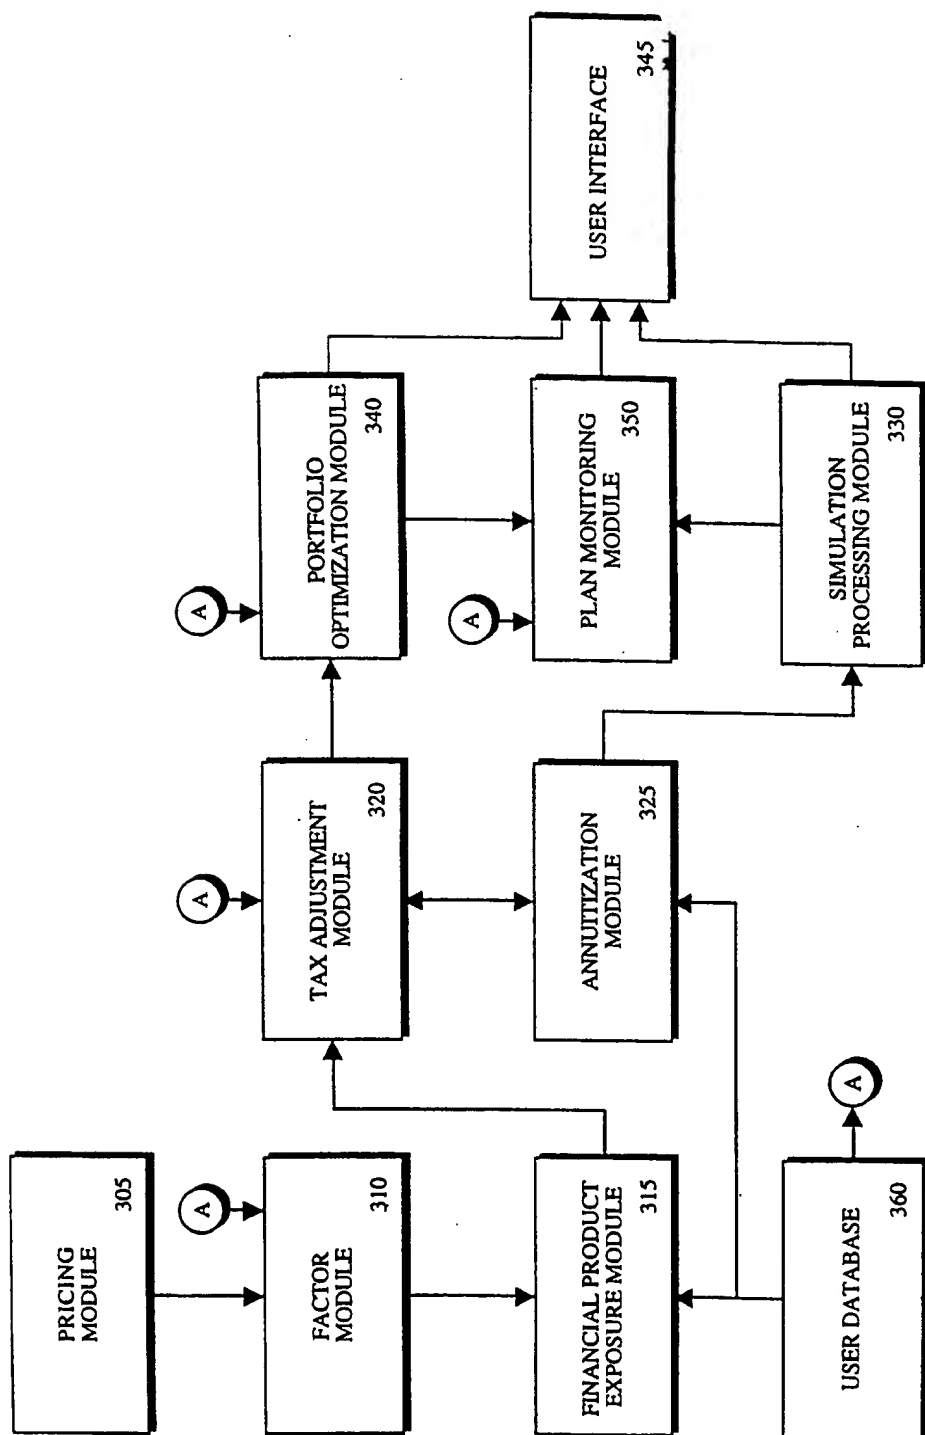 PRICING
MODULE
305
A
FACTOR
MODULE
310
FINANCIAL PRODUCT
EXPOSURE MODULE
315
USER DATABASE
360
A
A
TAX ADJUSTMENT
MODULE
320
ANNUITIZATION
MODULE
325
A
PORTFOLIO
OPTIMIZATION MODULE
340
A
PLAN MONITORING
MODULE
350
SIMULATION
PROCESSING MODULE
330
USER INTERFACE
345